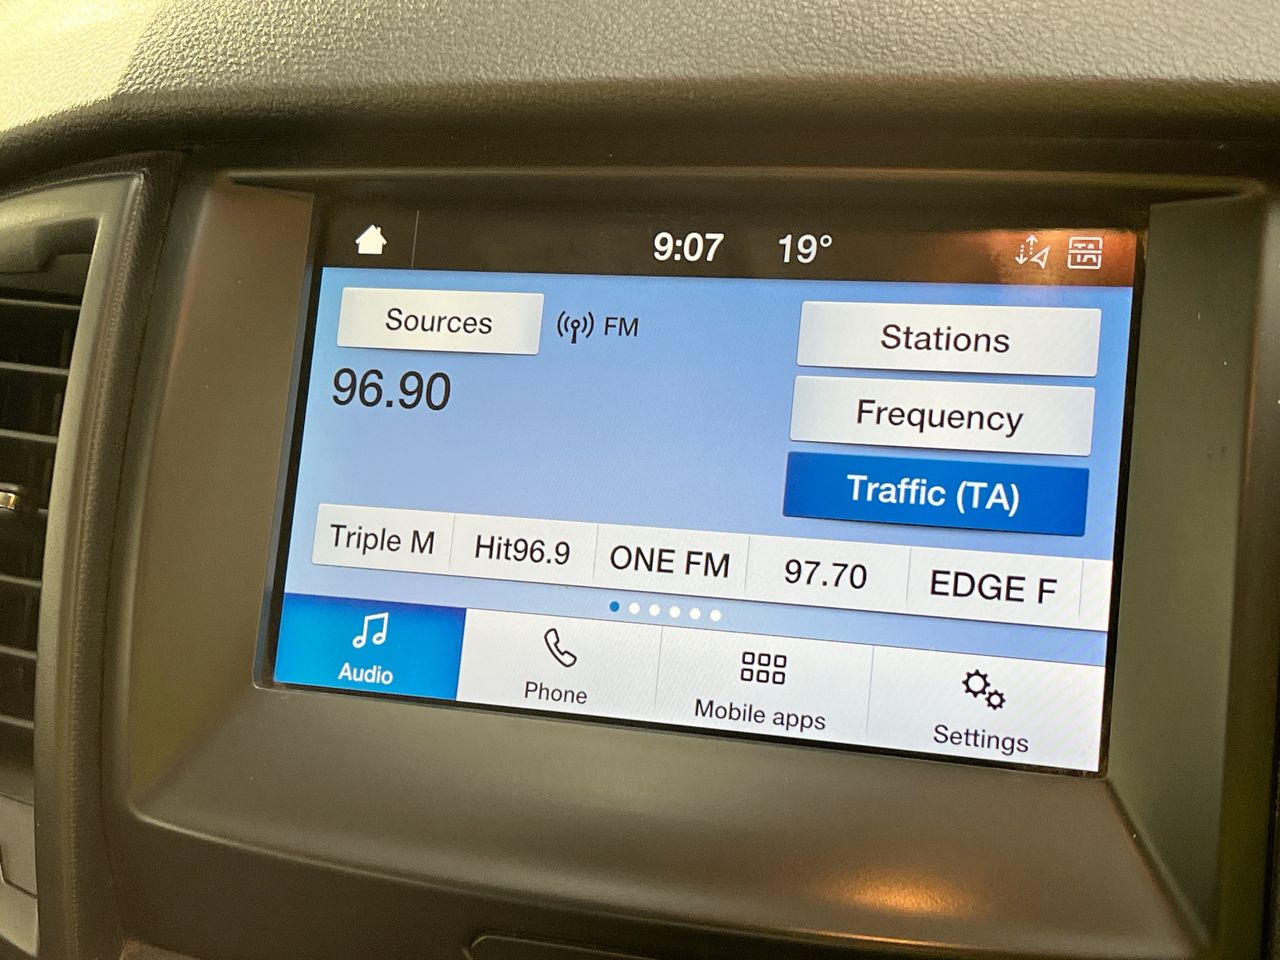 9:07 19°
TA
Sources FM
Stations
96.90
Frequency
Traffic (TA)
Triple M Hit96.9 ONE FM 97.70 EDGE F
Audio Phone Mobile apps Settings